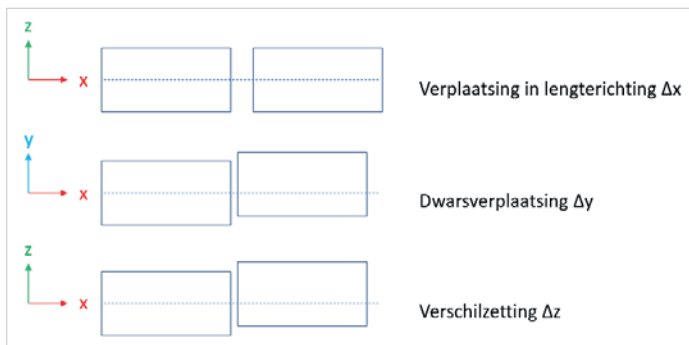 z
x
Verplaatsing in lengterichting Δx
y
x
Dwarsverplaatsing Δy
z
x
Verschilzetting Δz